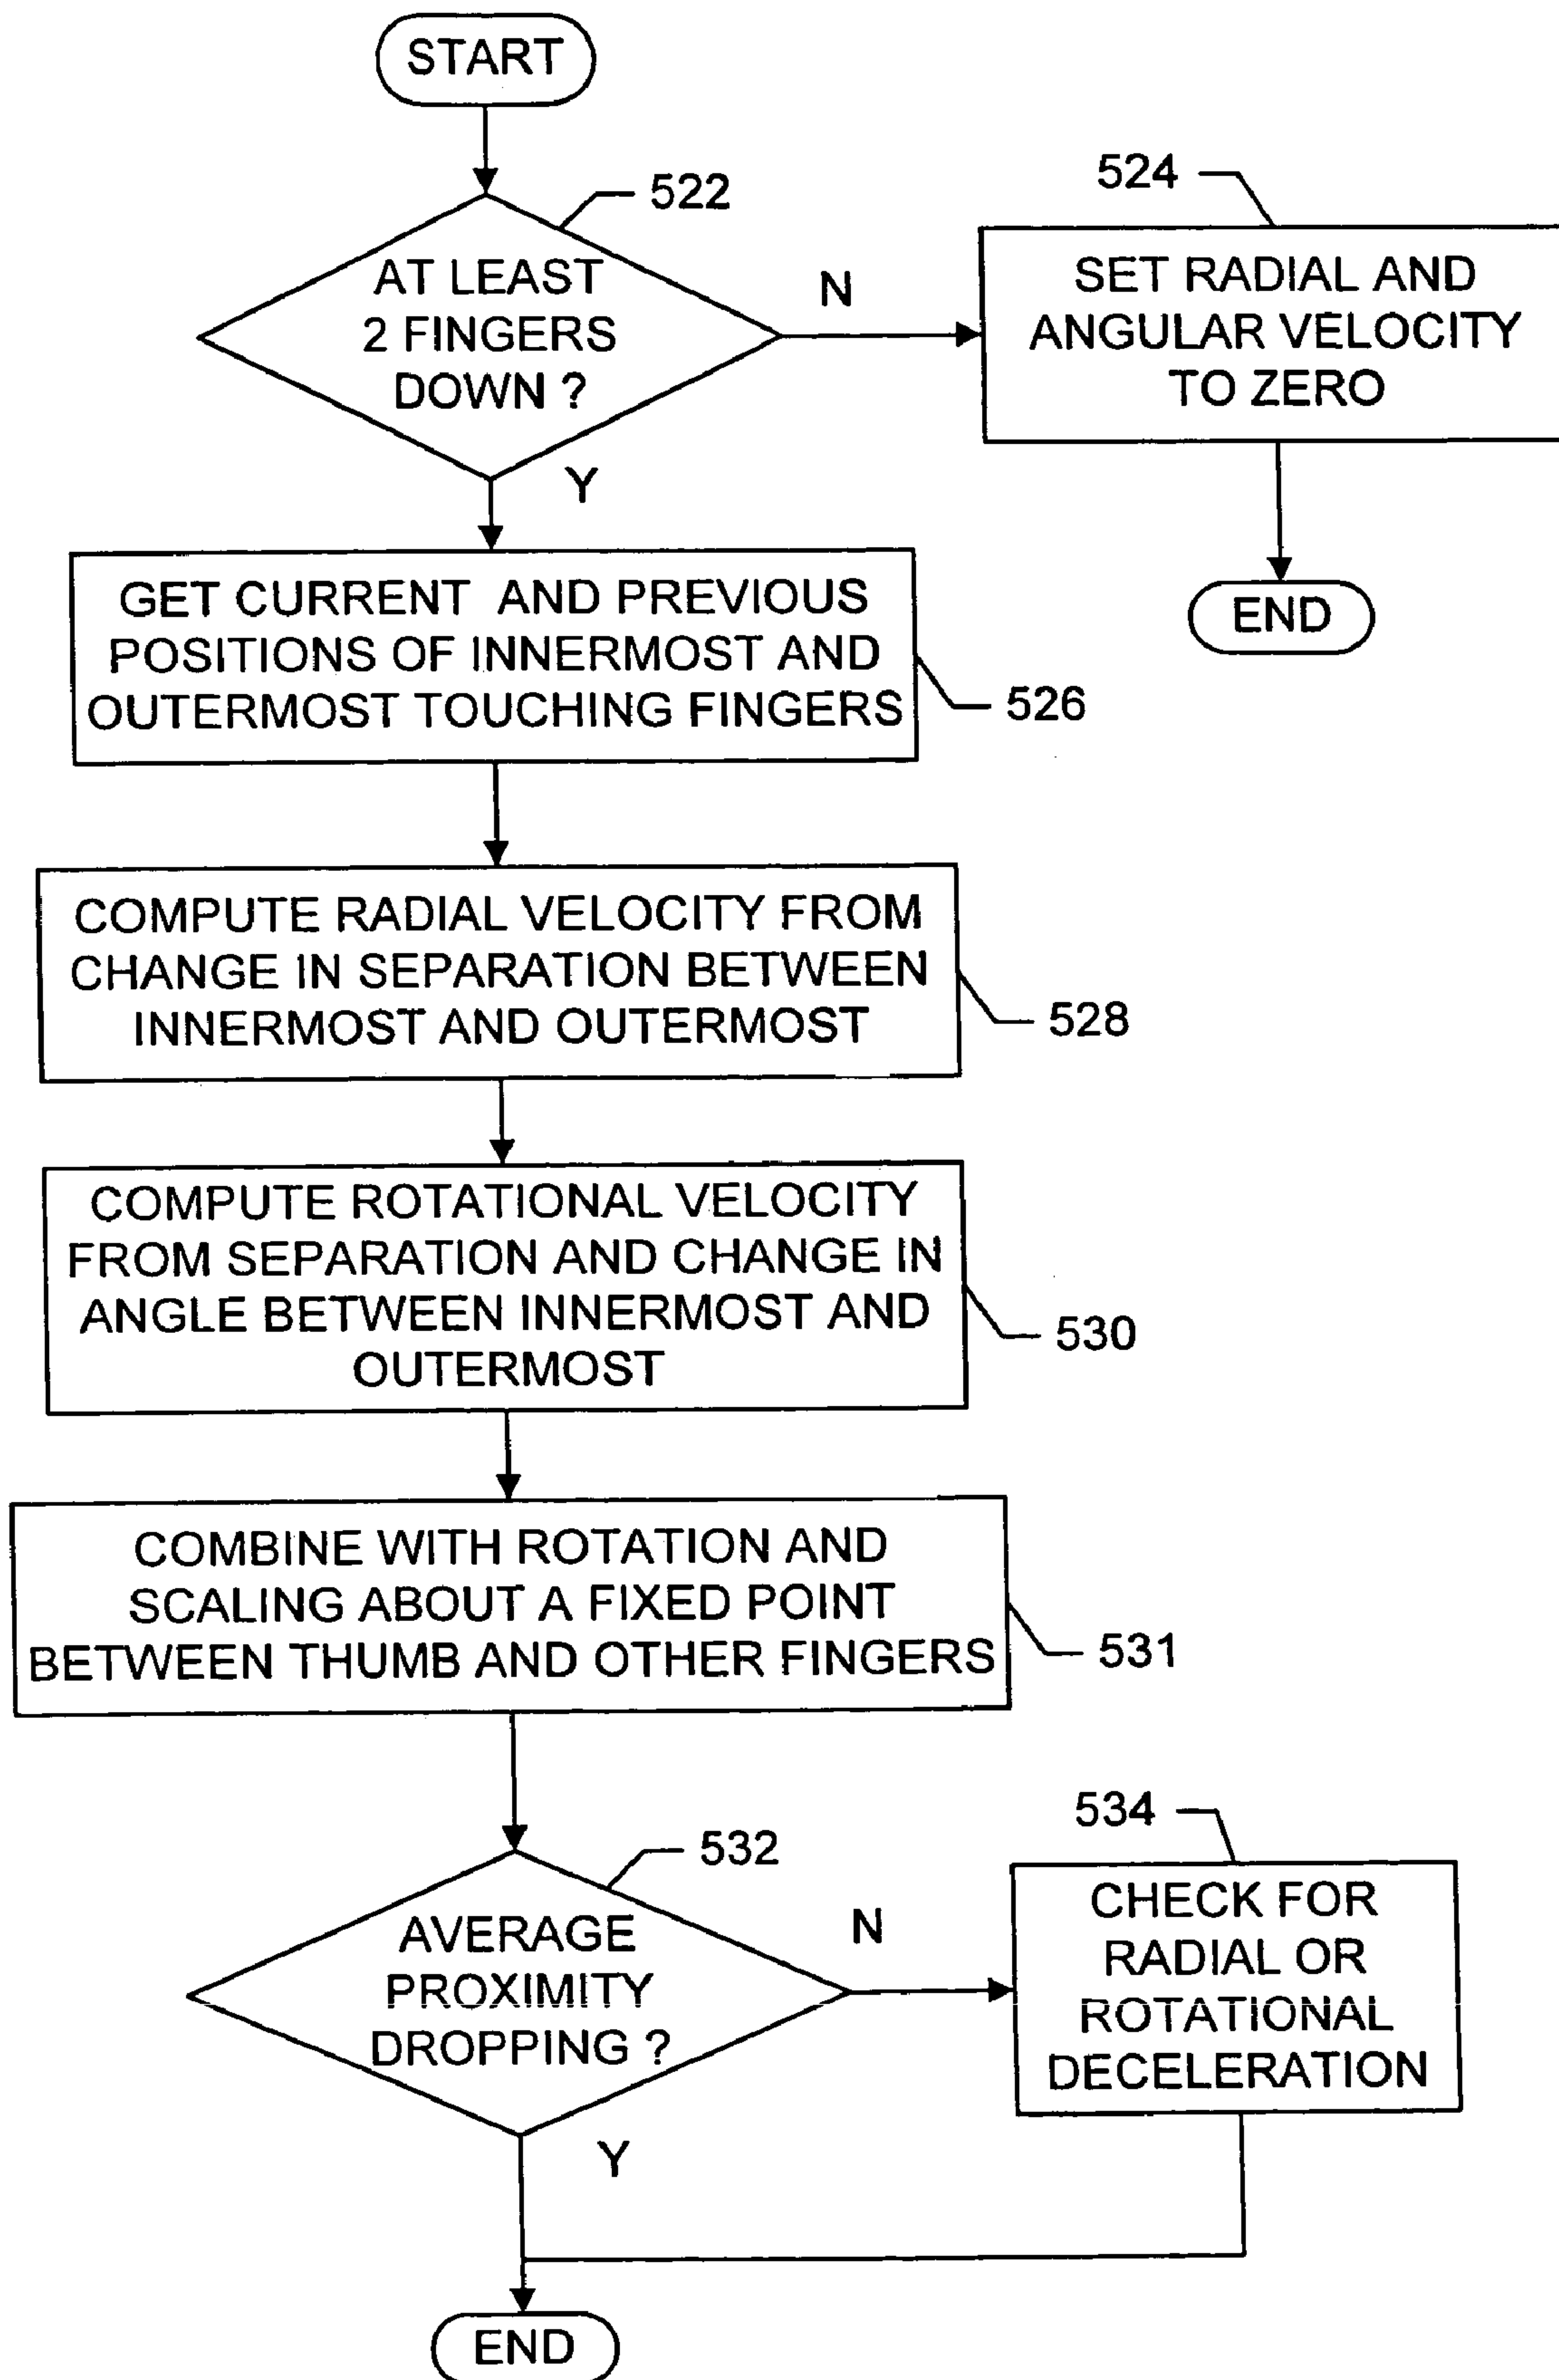 START
522
AT LEAST
2 FINGERS
DOWN ?
N
524
SET RADIAL AND
ANGULAR VELOCITY
TO ZERO
END
Y
GET CURRENT AND PREVIOUS
POSITIONS OF INNERMOST AND
OUTERMOST TOUCHING FINGERS
526
COMPUTE RADIAL VELOCITY FROM
CHANGE IN SEPARATION BETWEEN
INNERMOST AND OUTERMOST
528
COMPUTE ROTATIONAL VELOCITY
FROM SEPARATION AND CHANGE IN
ANGLE BETWEEN INNERMOST AND
OUTERMOST
530
COMBINE WITH ROTATION AND
SCALING ABOUT A FIXED POINT
BETWEEN THUMB AND OTHER FINGERS
531
532
AVERAGE
PROXIMITY
DROPPING ?
N
534
CHECK FOR
RADIAL OR
ROTATIONAL
DECELERATION
Y
END